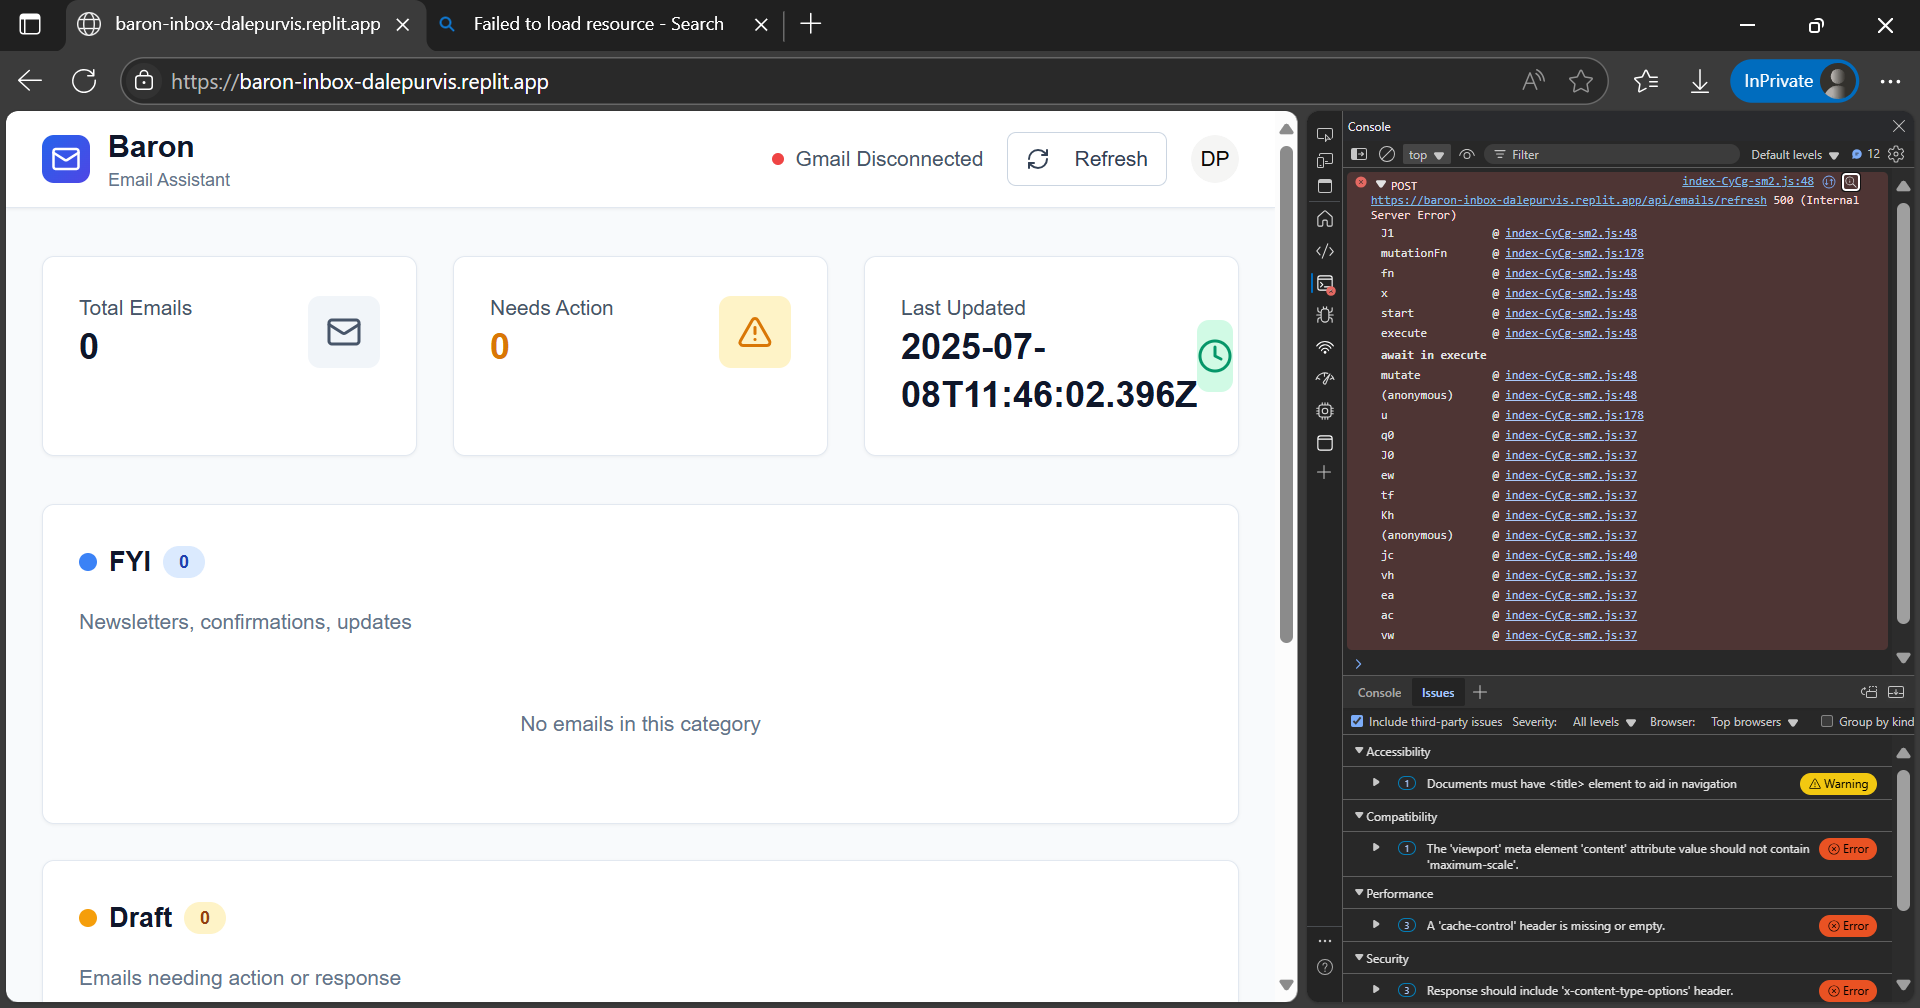 baron-inbox-dalepurvis.replit.app
Failed to load resource - Search
https://baron-inbox-dalepurvis.replit.app
InPrivate
Baron
Email Assistant
Gmail Disconnected
Refresh
DP
Total Emails
0
Needs Action
0
Last Updated
2025-07-
08T11:46:02.396Z
FYI 0
Newsletters, confirmations, updates
No emails in this category
Draft 0
Emails needing action or response
Console
top
Filter
Default levels
12
POST index-CyCg-sm2.js:48
https://baron-inbox-dalepurvis.replit.app/api/emails/refresh 500 (Internal
Server Error)
J1 @ index-CyCg-sm2.js:48
mutationFn @ index-CyCg-sm2.js:178
fn @ index-CyCg-sm2.js:48
x @ index-CyCg-sm2.js:48
start @ index-CyCg-sm2.js:48
execute @ index-CyCg-sm2.js:48
await in execute
mutate @ index-CyCg-sm2.js:48
(anonymous) @ index-CyCg-sm2.js:48
u @ index-CyCg-sm2.js:178
q0 @ index-CyCg-sm2.js:37
J0 @ index-CyCg-sm2.js:37
ew @ index-CyCg-sm2.js:37
tf @ index-CyCg-sm2.js:37
Kh @ index-CyCg-sm2.js:37
(anonymous) @ index-CyCg-sm2.js:37
jc @ index-CyCg-sm2.js:40
vh @ index-CyCg-sm2.js:37
ea @ index-CyCg-sm2.js:37
ac @ index-CyCg-sm2.js:37
vw @ index-CyCg-sm2.js:37
Console Issues
Include third-party issues Severity: All levels Browser: Top browsers Group by kind
Accessibility
1 Documents must have <title> element to aid in navigation Warning
Compatibility
1 The 'viewport' meta element 'content' attribute value should not contain Error
'maximum-scale'.
Performance
3 A 'cache-control' header is missing or empty. Error
Security
3 Response should include 'x-content-type-options' header. Error